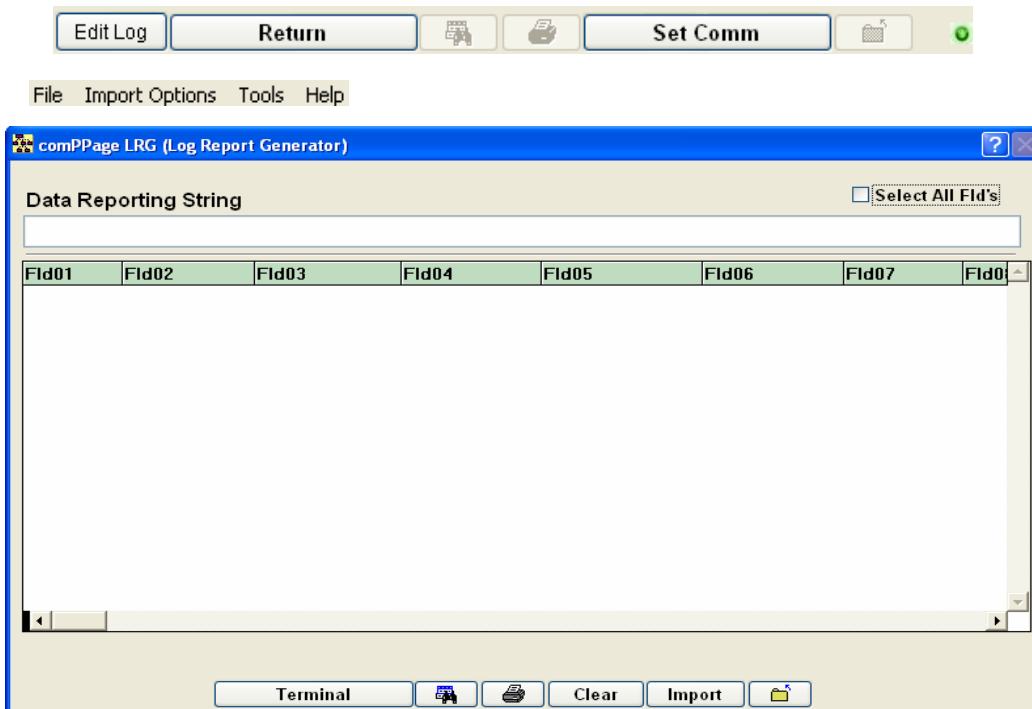 Edit Log Return Set Comm
File Import Options Tools Help
comPPage LRG (Log Report Generator)
Data Reporting String Select All Fld's
Fld01 Fld02 Fld03 Fld04 Fld05 Fld06 Fld07
Terminal Clear Import